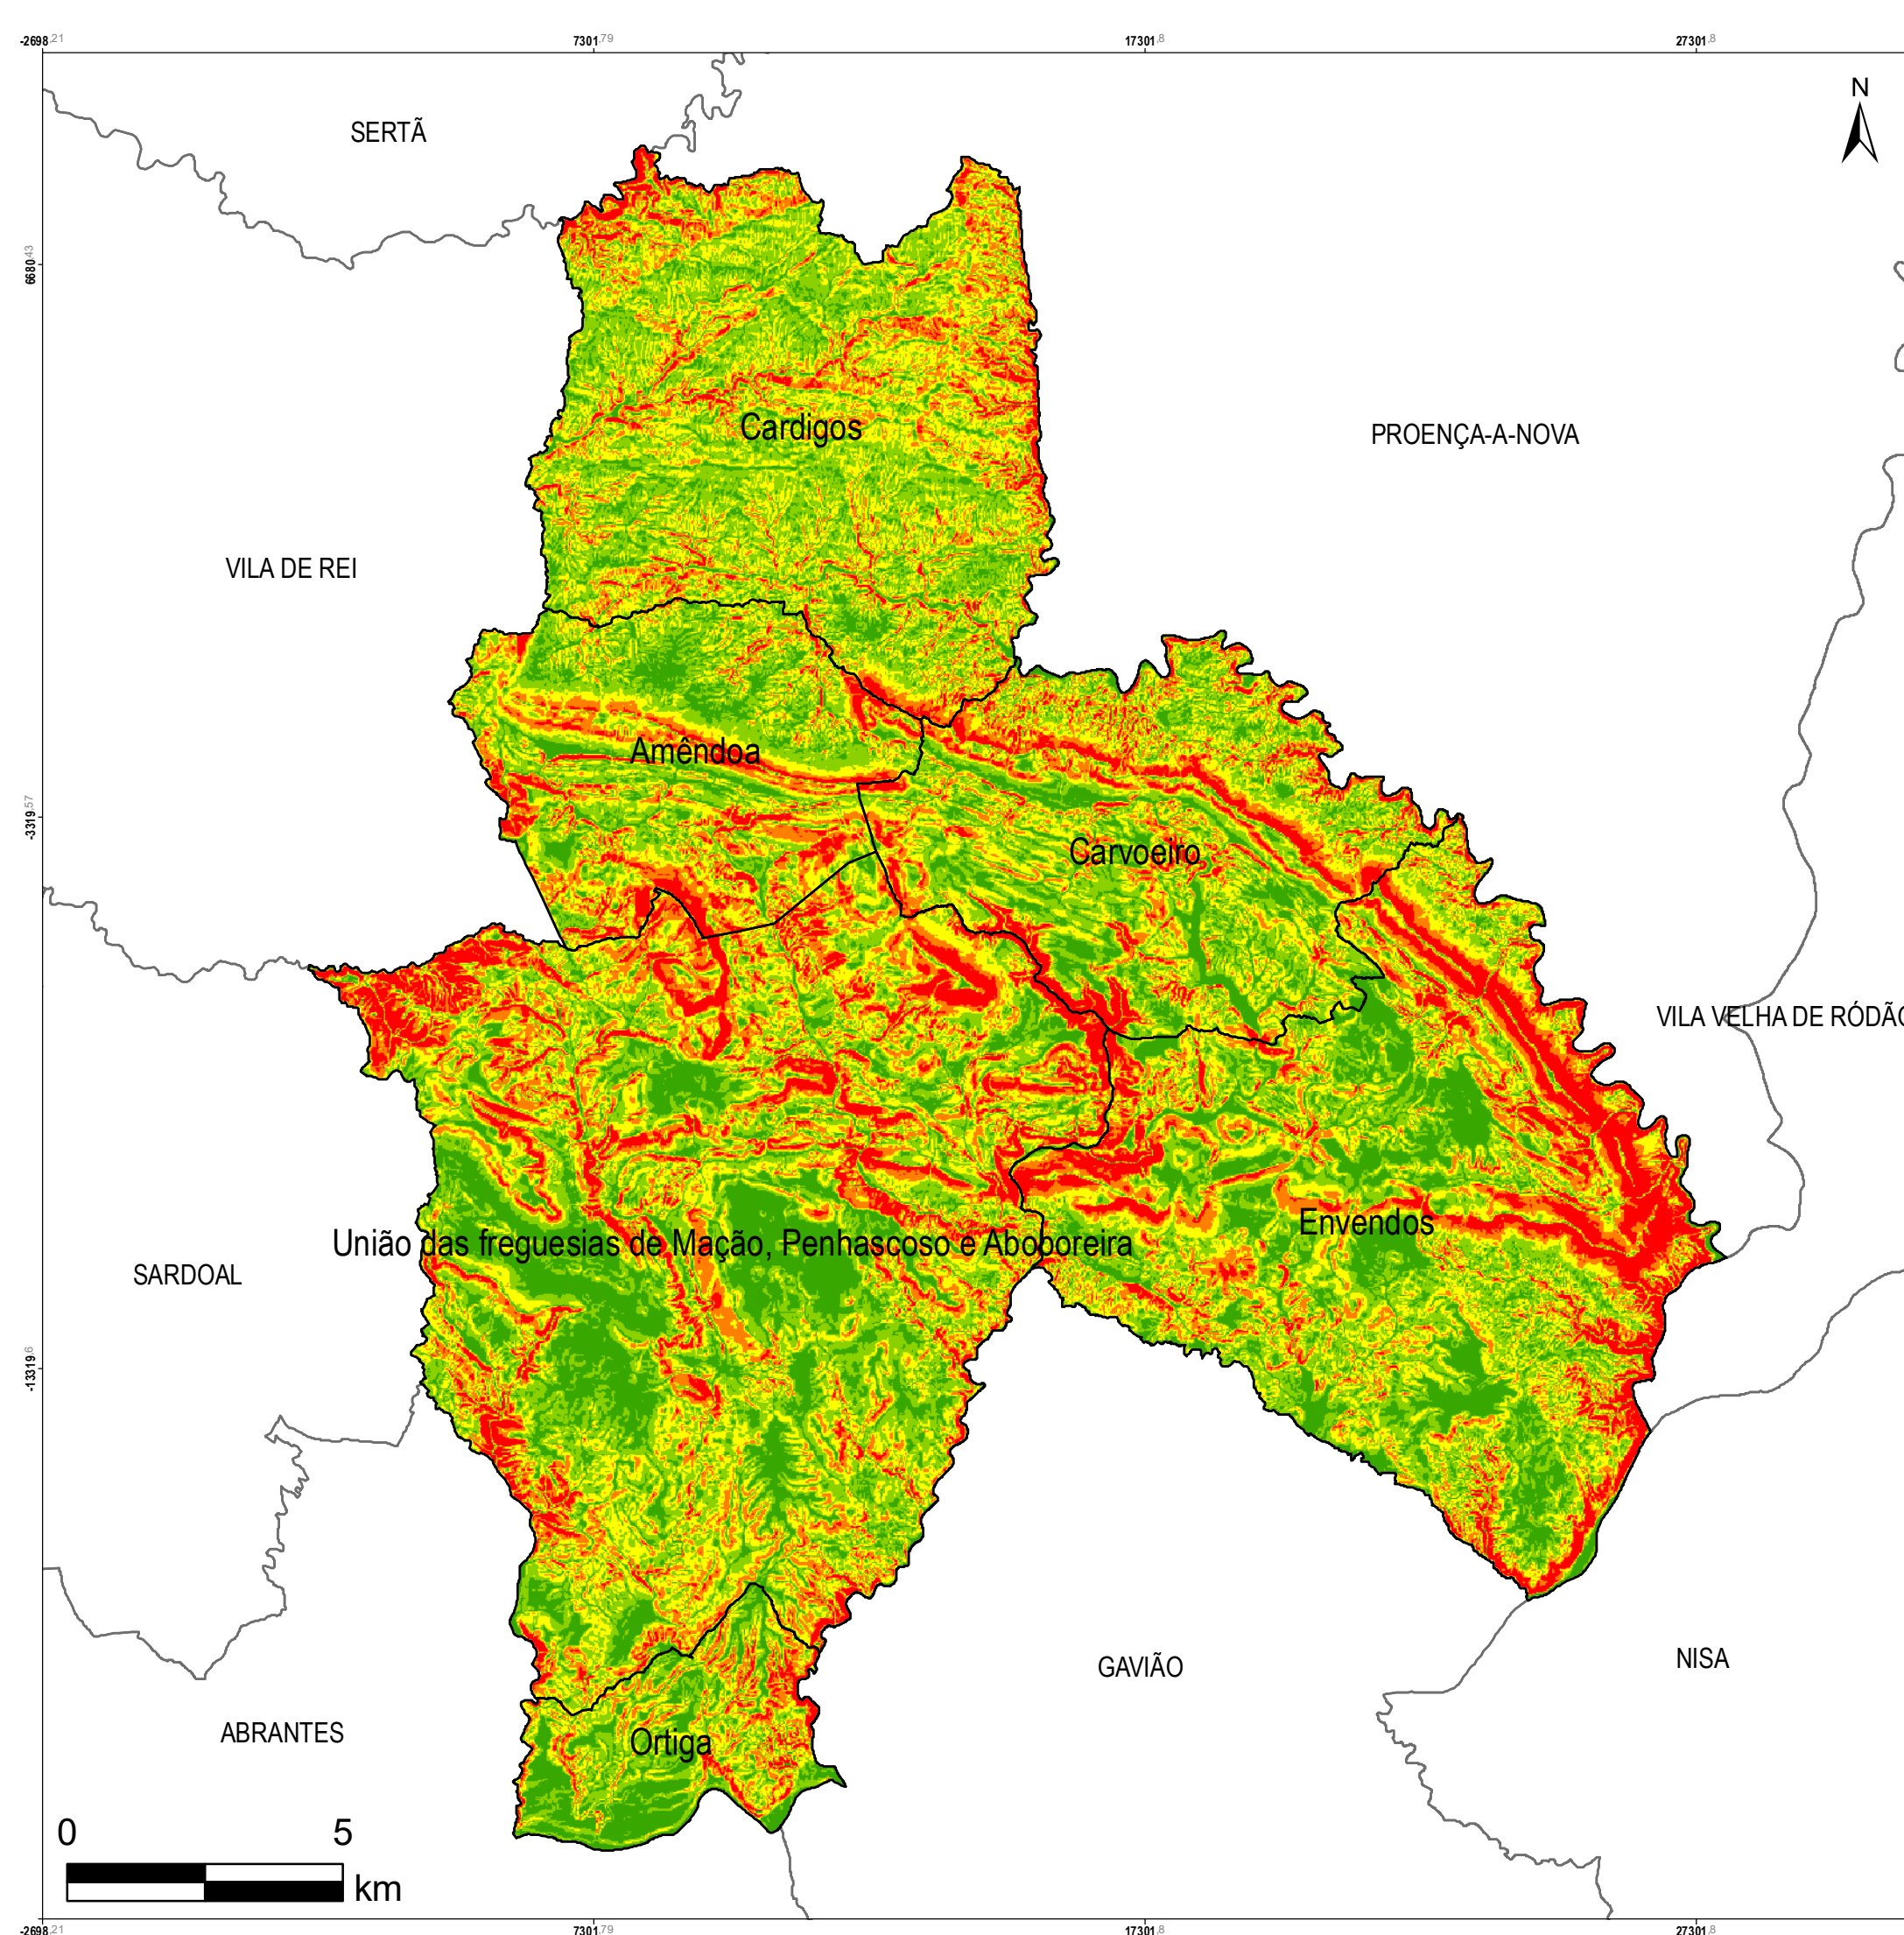 -2698,21 7301,79 17301,8 27301,8
N
SERTÃ
6680,43
Cardigos
PROENÇA-A-NOVA
VILA DE REI
Amêndoa
-3319,57
Carvoeiro
VILA VELHA DE RÓDÃO
Envendos
União das freguesias de Mação, Penhascoso e Aboboreira
SARDOAL
-13319,6
GAVIÃO
NISA
ABRANTES
Ortiga
0 5
km
-2698,21 7301,79 17301,8 27301,8